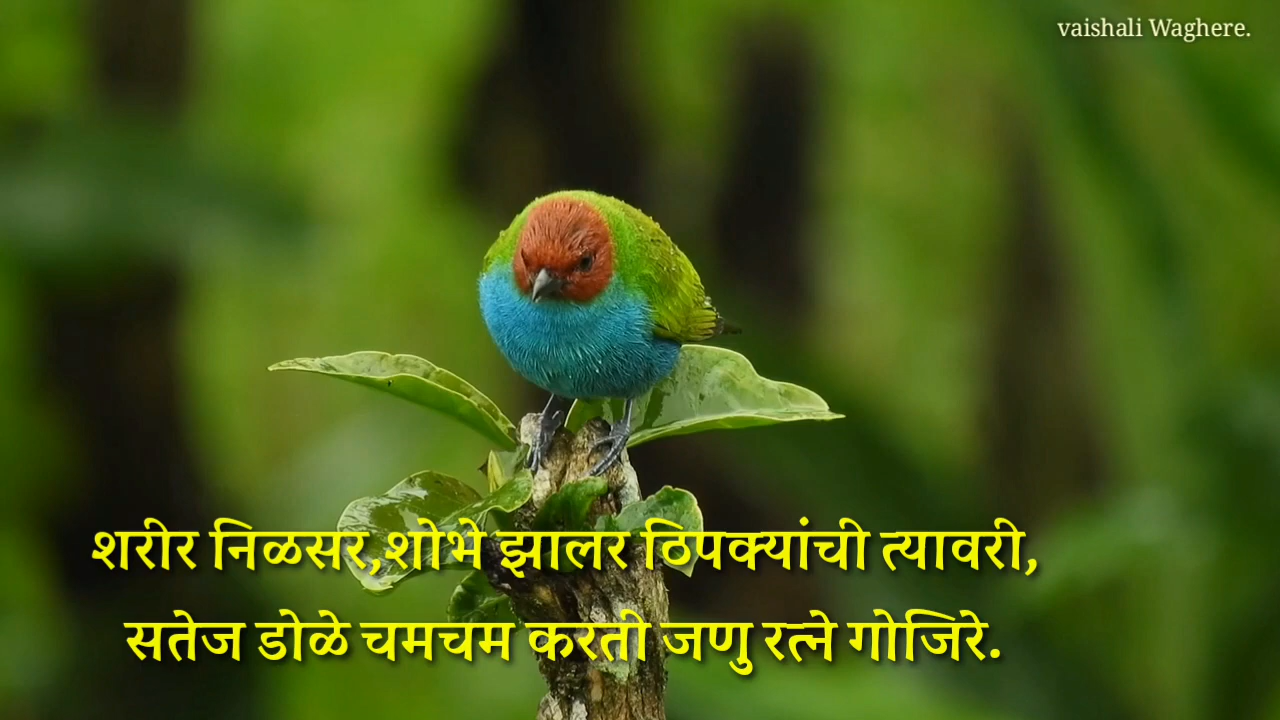 vaishali Waghere.
शरीर निळसर,शोभे झालर ठिपक्यांची त्यावरी,
सतेज डोळे चमचम करती जणु रत्ने गोजिरे.